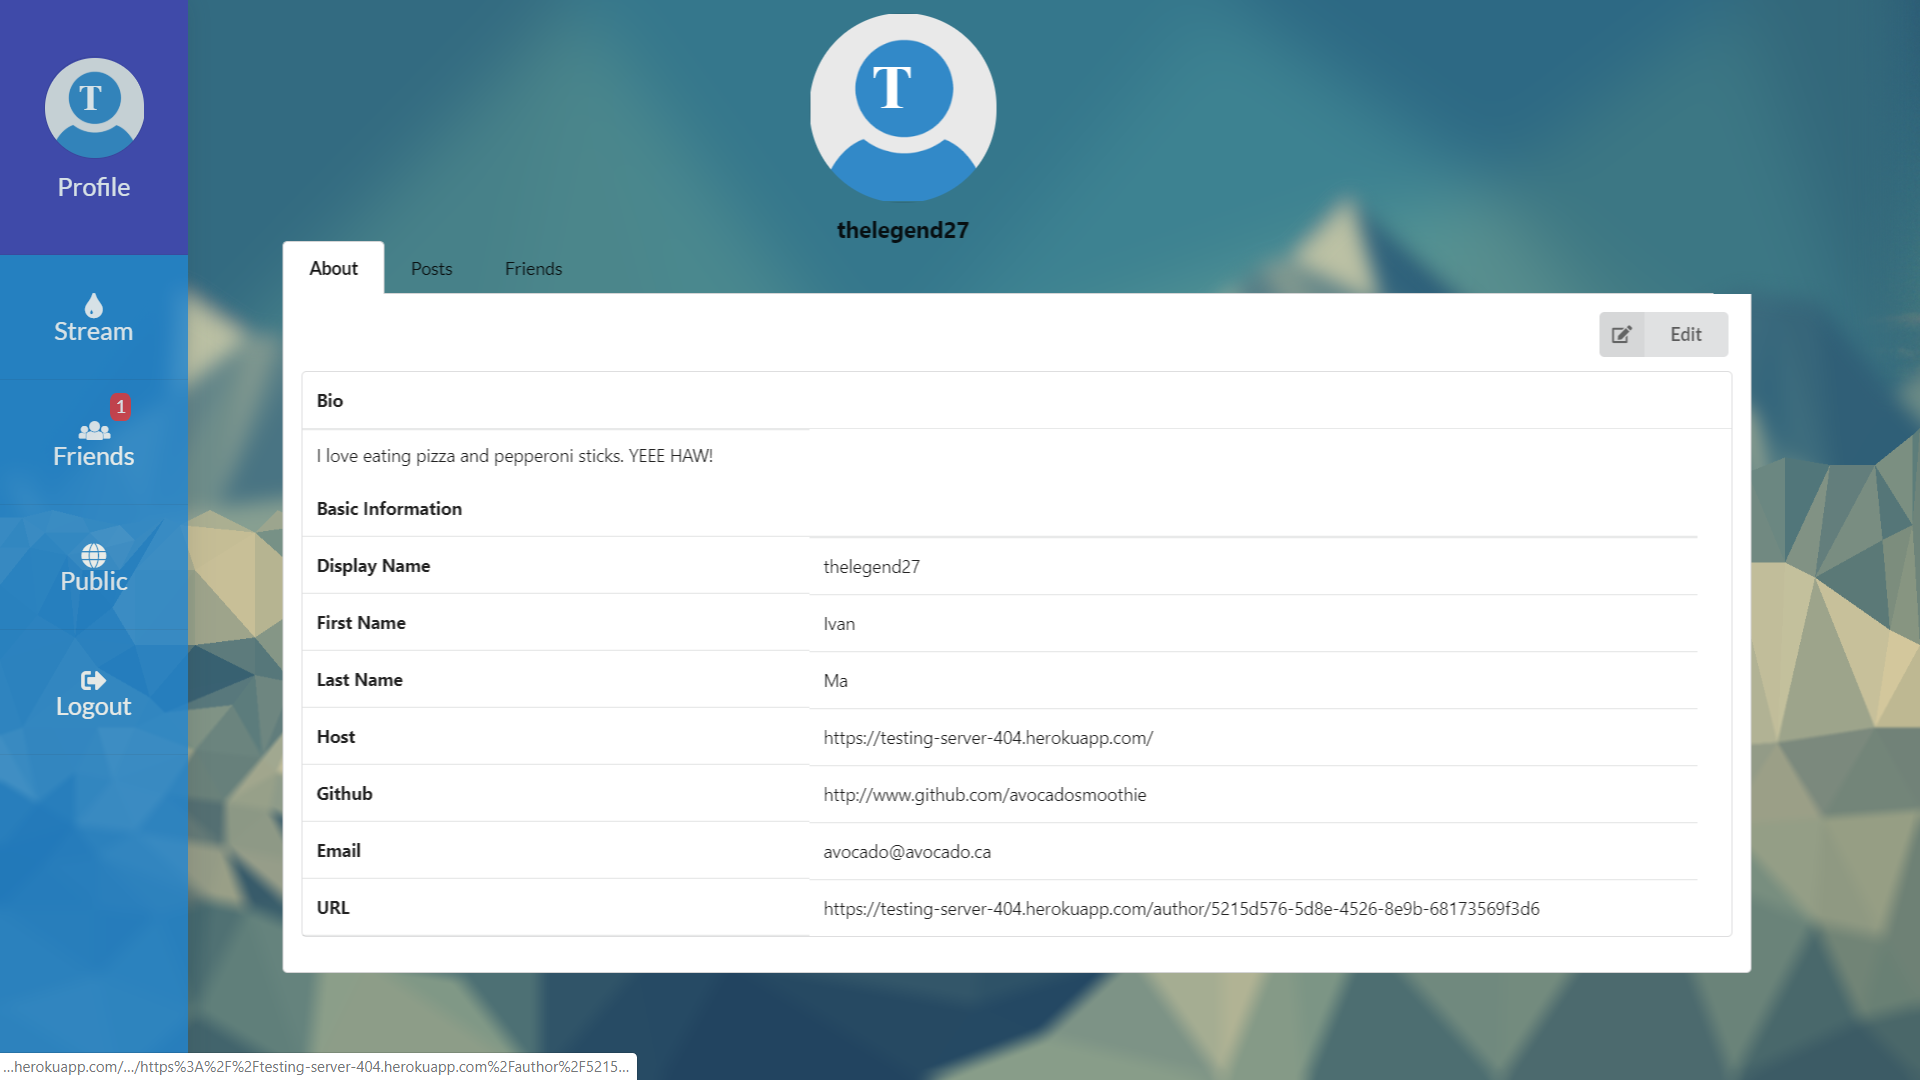 T
Profile
Stream
1
Friends
Public
Logout
T
thelegend27
About Posts Friends
Edit
Bio
I love eating pizza and pepperoni sticks. YEEE HAW!
Basic Information
Display Name thelegend27
First Name Ivan
Last Name Ma
Host https://testing-server-404.herokuapp.com/
Github http://www.github.com/avocadosmoothie
Email avocado@avocado.ca
URL https://testing-server-404.herokuapp.com/author/5215d576-5d8e-4526-8e9b-68173569f3d6
...herokuapp.com/.../https%3A%2F%2Ftesting-server-404.herokuapp.com%2Fauthor%2F5215...